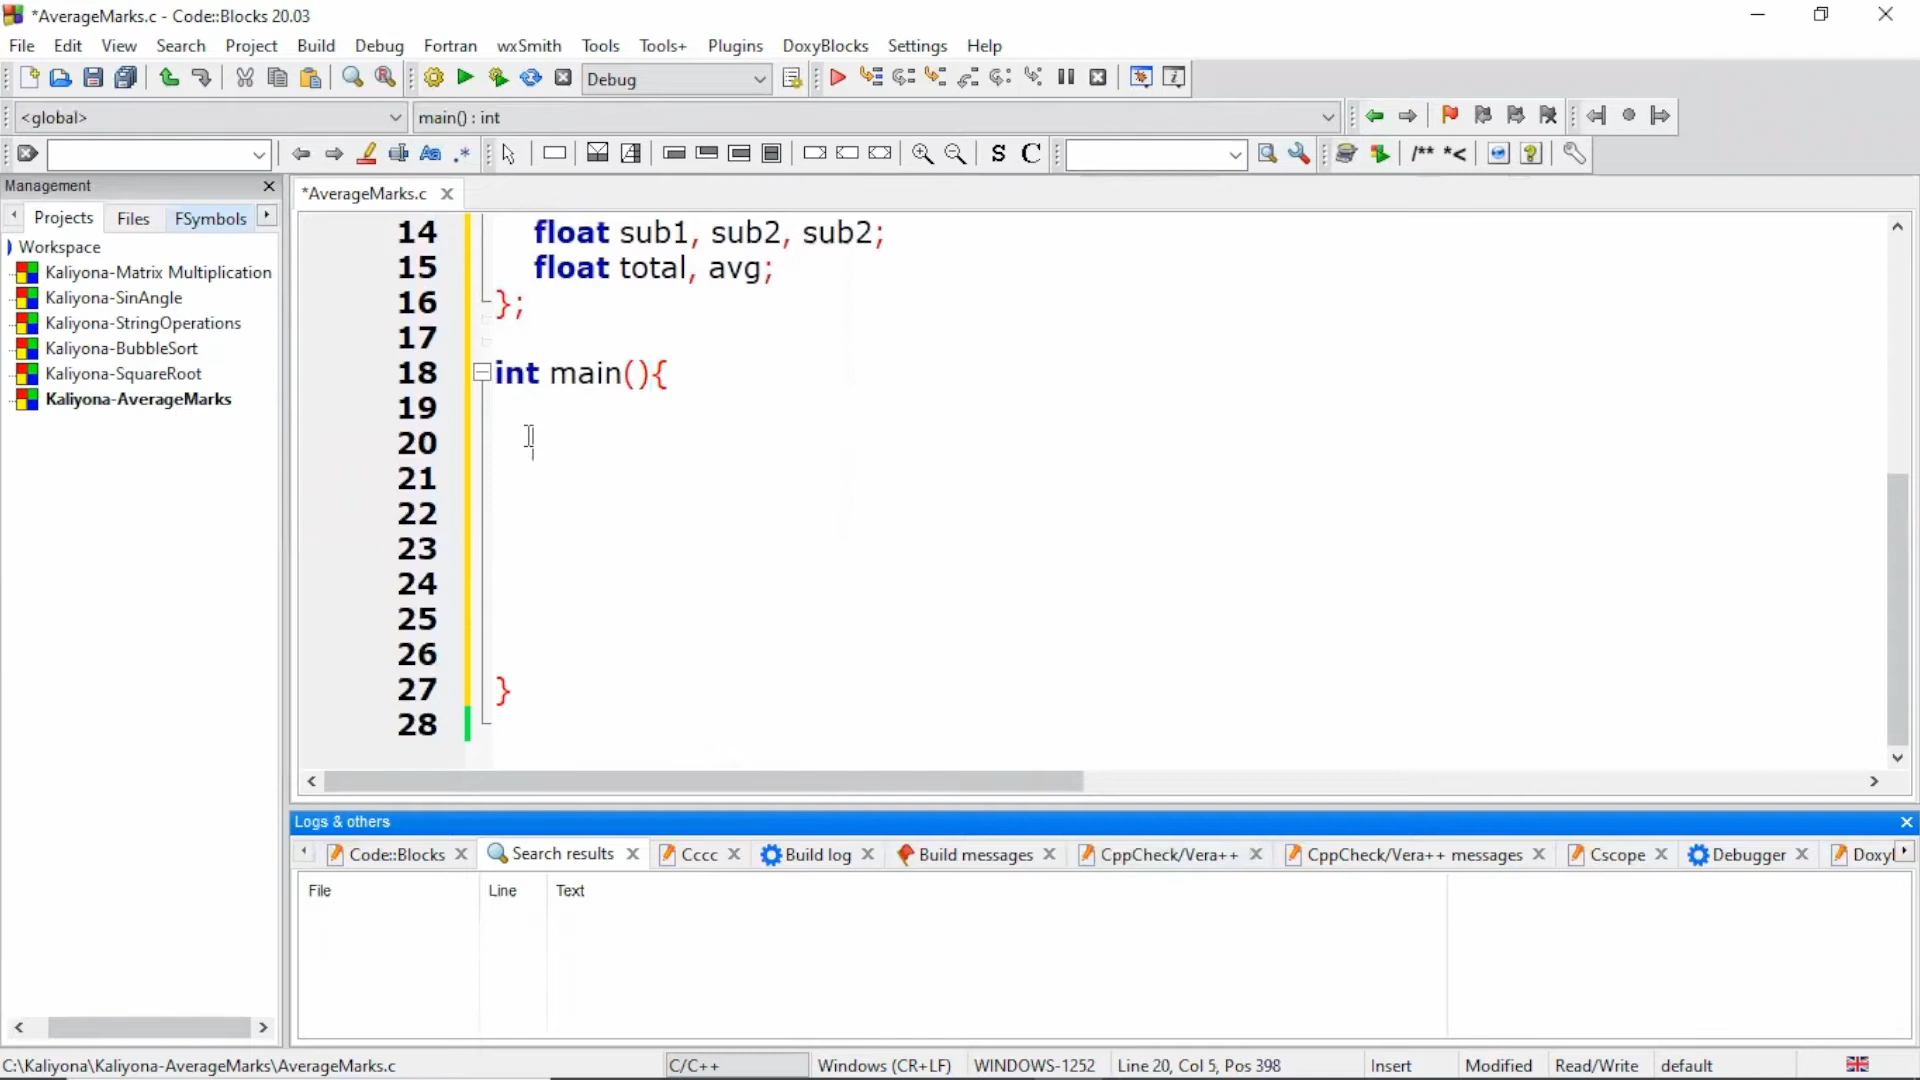 *AverageMarks.c - Code::Blocks 20.03
File Edit View Search Project Build Debug Fortran wxSmith Tools Tools+ Plugins DoxyBlocks Settings Help
Debug
<global> main() : int
Aa .* S C /** *<
Management
Projects Files FSymbols
Workspace
Kaliyona-Matrix Multiplication
Kaliyona-SinAngle
Kaliyona-StringOperations
Kaliyona-BubbleSort
Kaliyona-SquareRoot
Kaliyona-AverageMarks
*AverageMarks.c
14 float sub1, sub2, sub2;
15 float total, avg;
16 };
17
18 int main(){
19
20
21
22
23
24
25
26
27 }
28
Logs & others
Code::Blocks Search results Cccc Build log Build messages CppCheck/Vera++ CppCheck/Vera++ messages Cscope Debugger Doxyl
File Line Text
C:\Kaliyona\Kaliyona-AverageMarks\AverageMarks.c C/C++ Windows (CR+LF) WINDOWS-1252 Line 20, Col 5, Pos 398 Insert Modified Read/Write default